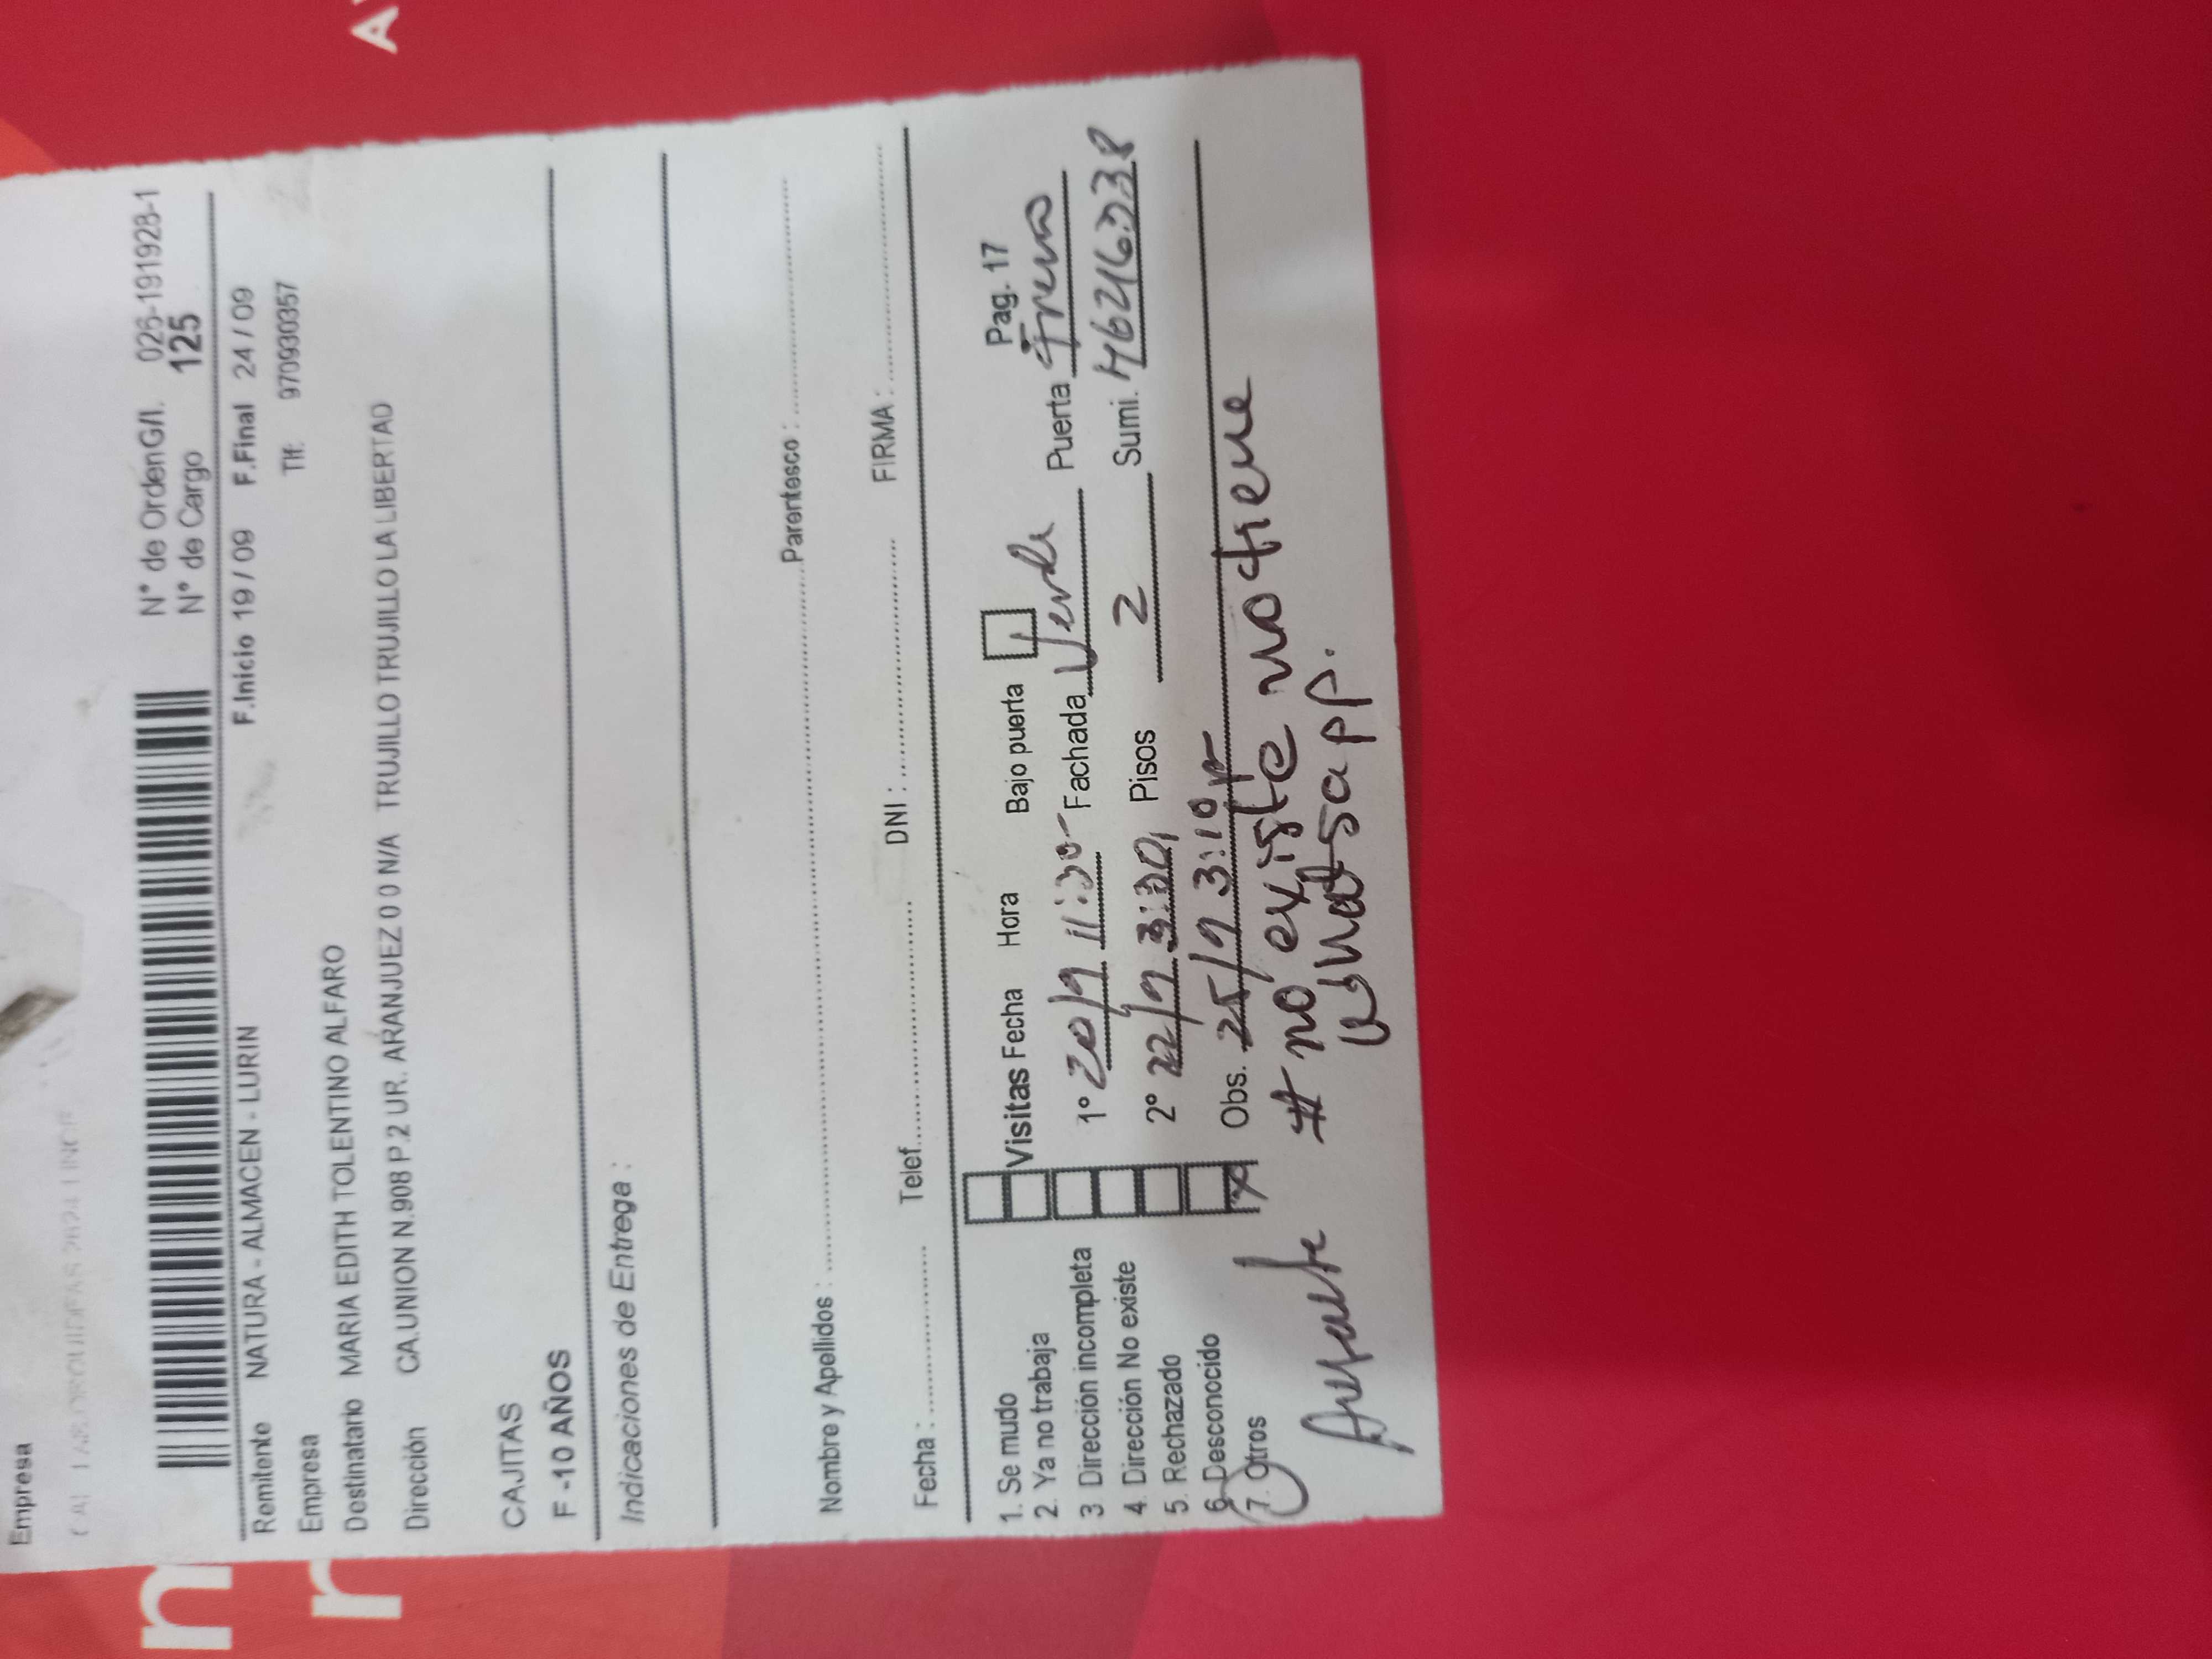 Empresa
N° de OrdenG/I. 026-191928-1
N° de Cargo 125
Remitente NATURA - ALMACEN - LURIN F.Inicio 19 / 09 F.Final 24 / 09
Empresa Tlf: 970930357
Destinatario MARIA EDITH TOLENTINO ALFARO
Dirección CA.UNION N.908 P.2 UR. ARANJUEZ 0 0 N/A TRUJILLO TRUJILLO LA LIBERTAD
CAJITAS
F -10 AÑOS
Indicaciones de Entrega :
Nombre y Apellidos : Parentesco :
Fecha : Telef. DNI : FIRMA :
1. Se mudo
2. Ya no trabaja
3 Dirección incompleta
4. Dirección No existe
5. Rechazado
6. Desconocido
7. Otros
Ausente
Visitas Fecha Hora Bajo puerta Pag. 17
1° 20/9 11:30 Fachada Verde Puerta
2° 22/9 3:30 Pisos 2 Sumi.
Obs. 25/9 3:10
# no existe no tiene
whatsapp.
n
r
A